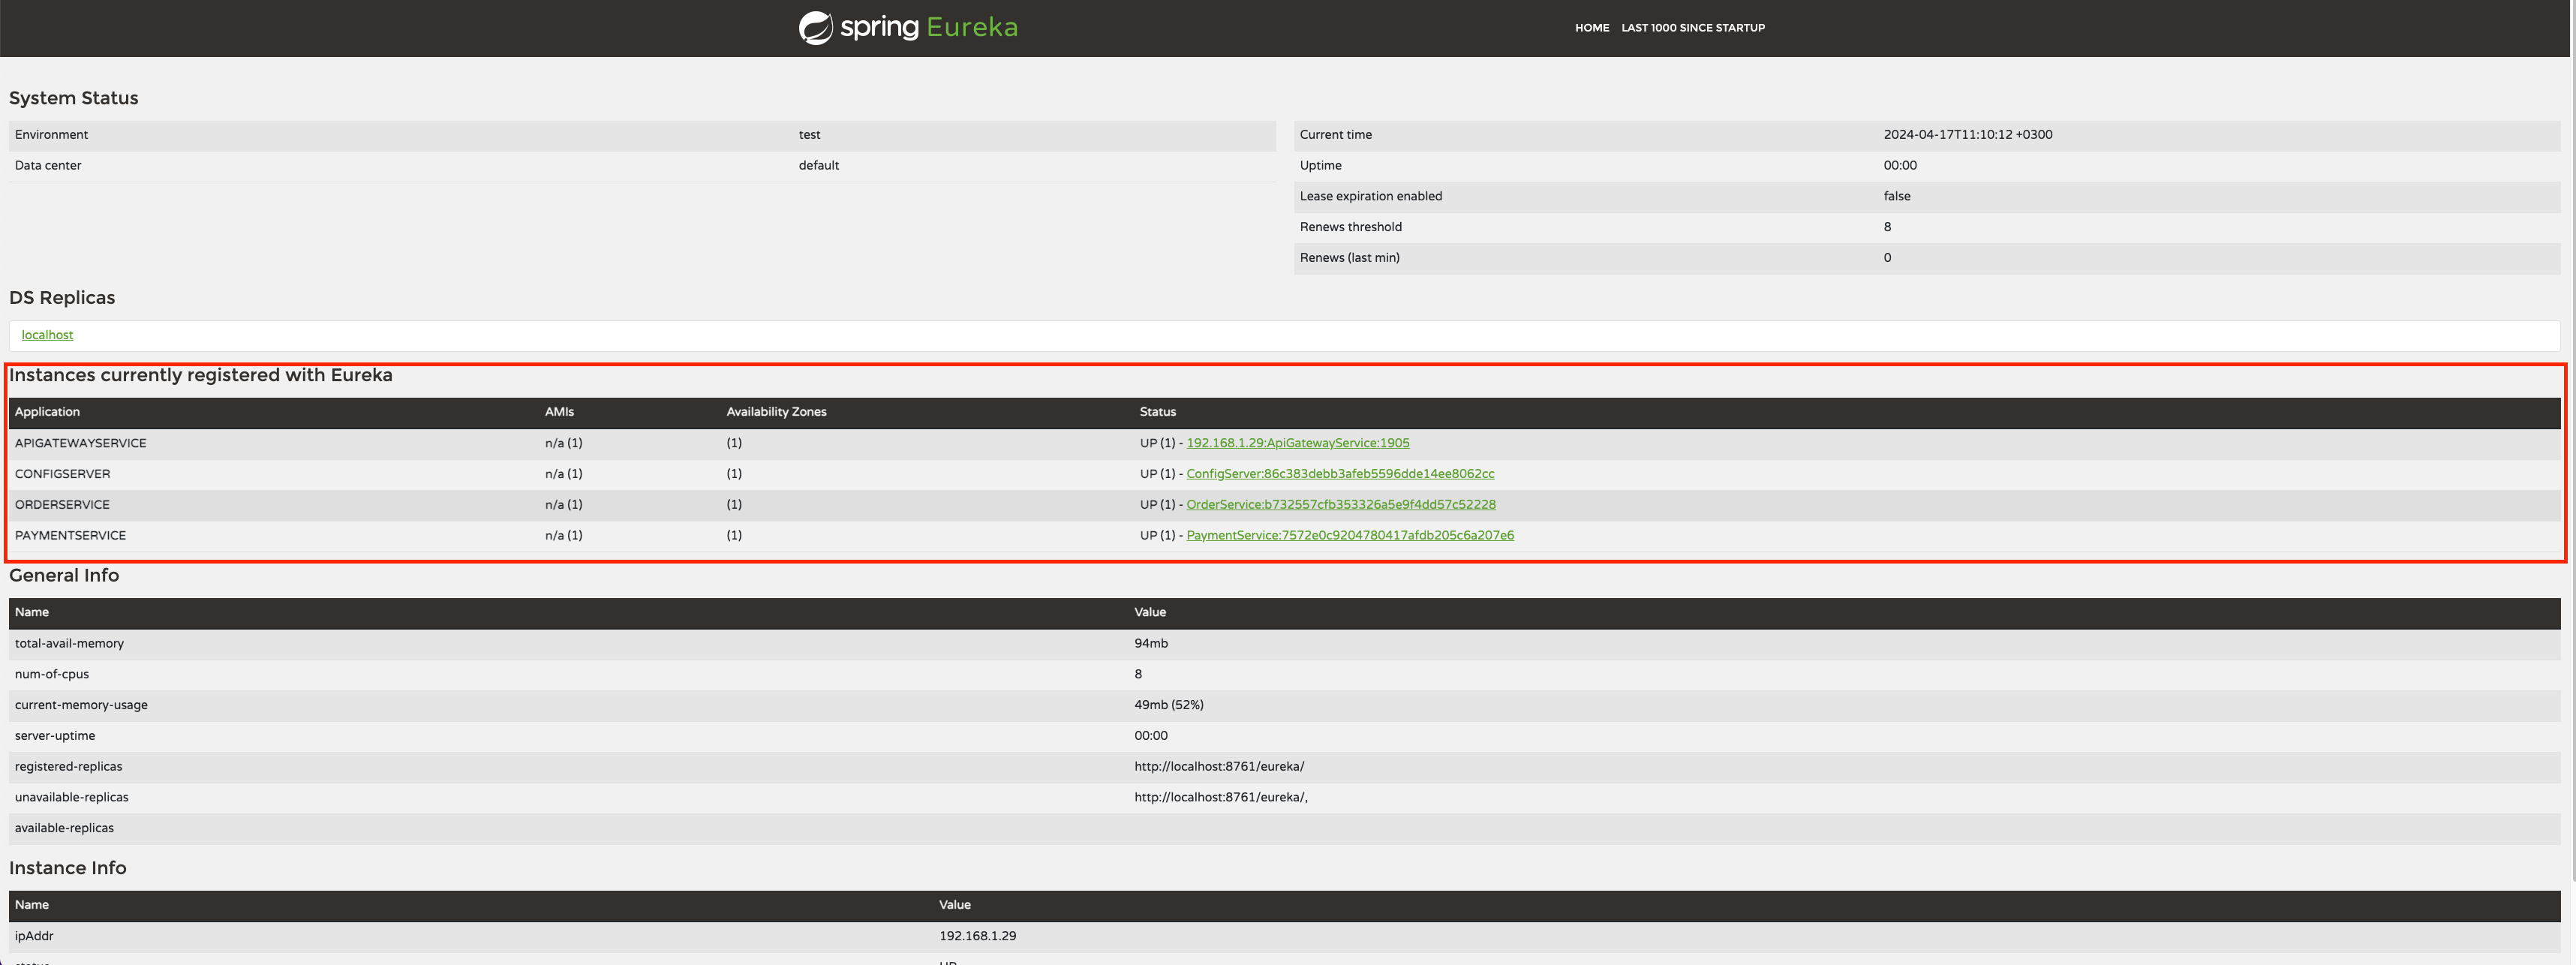 spring Eureka
HOME LAST 1000 SINCE STARTUP
System Status
Environment test
Data center default
Current time 2024-04-17T11:10:12 +0300
Uptime 00:00
Lease expiration enabled false
Renews threshold 8
Renews (last min) 0
DS Replicas
localhost
Instances currently registered with Eureka
Application AMIs Availability Zones Status
APIGATEWAYSERVICE n/a (1) (1) UP (1) - 192.168.1.29:ApiGatewayService:1905
CONFIGSERVER n/a (1) (1) UP (1) - ConfigServer:86c383debb3afeb5596dde14ee8062cc
ORDERSERVICE n/a (1) (1) UP (1) - OrderService:b732557cfb353326a5e9f4dd57c52228
PAYMENTSERVICE n/a (1) (1) UP (1) - PaymentService:7572e0c9204780417afdb205c6a207e6
General Info
Name Value
total-avail-memory 94mb
num-of-cpus 8
current-memory-usage 49mb (52%)
server-uptime 00:00
registered-replicas http://localhost:8761/eureka/
unavailable-replicas http://localhost:8761/eureka/,
available-replicas
Instance Info
Name Value
ipAddr 192.168.1.29